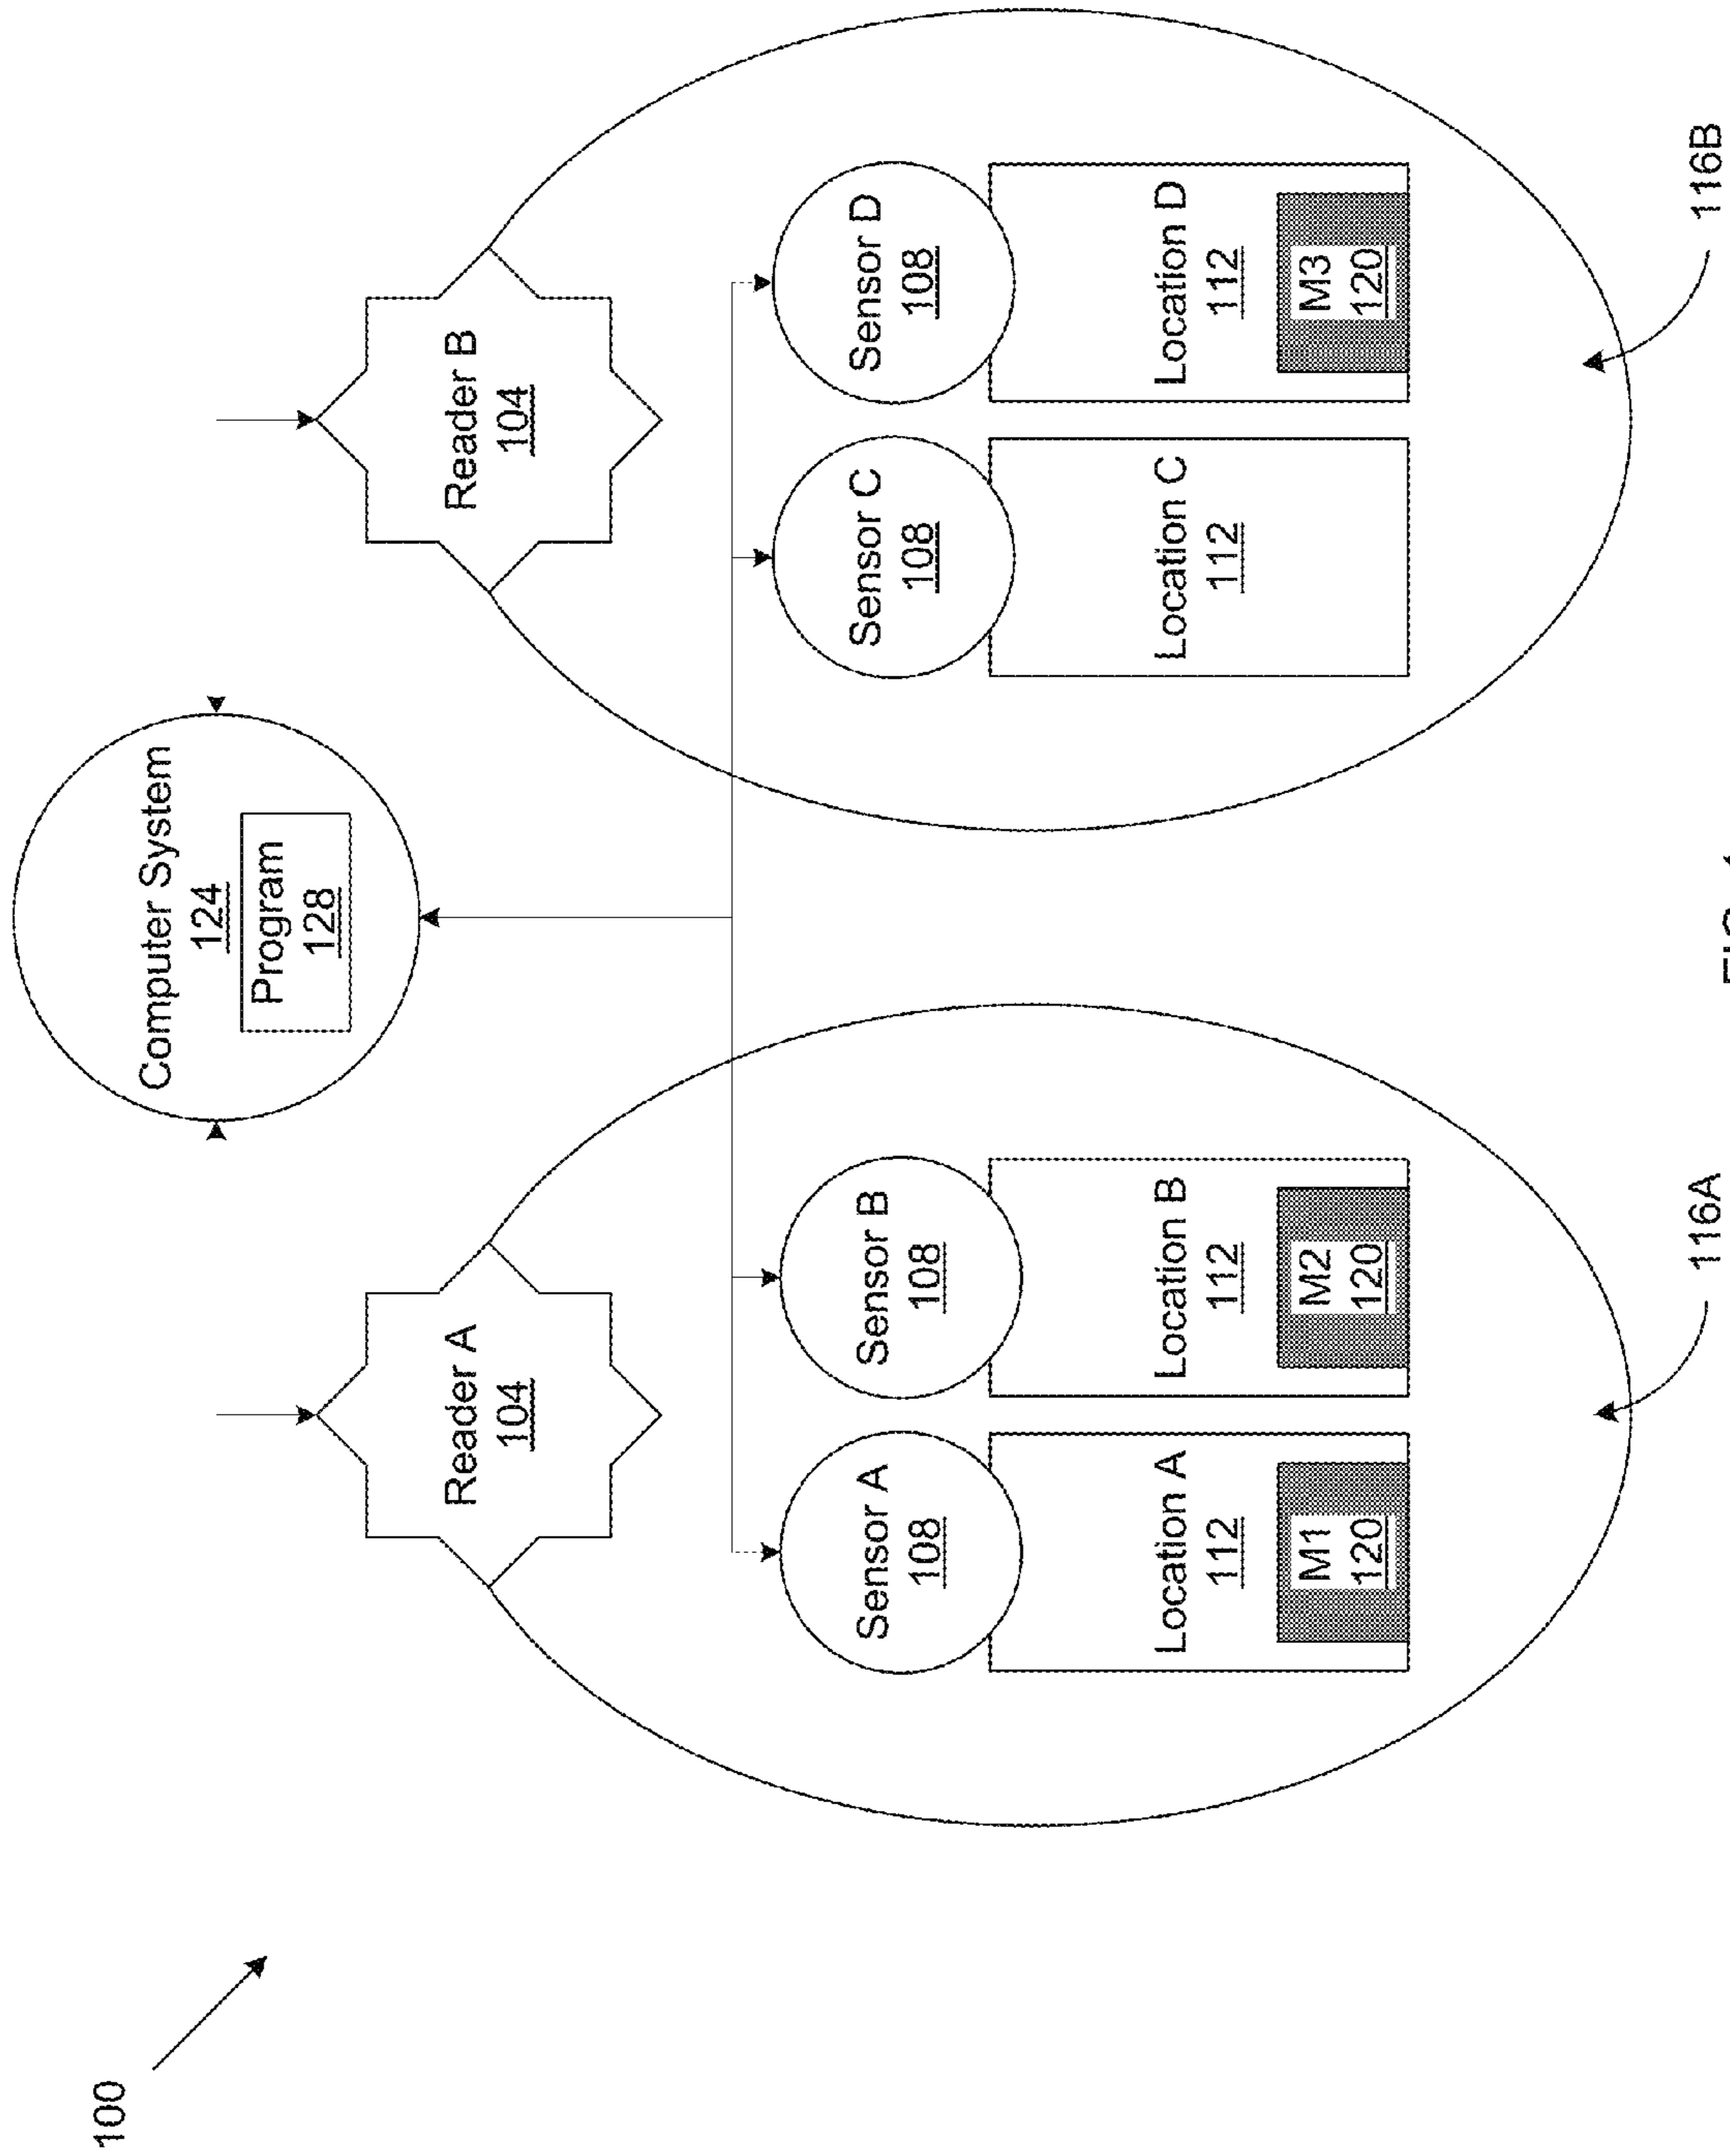 100
Computer System
124
Program
128
Reader A
104
Reader B
104
Sensor A
108
Sensor B
108
Sensor C
108
Sensor D
108
Location A
112
Location B
112
Location C
112
Location D
112
M1
120
M2
120
M3
120
116A
116B